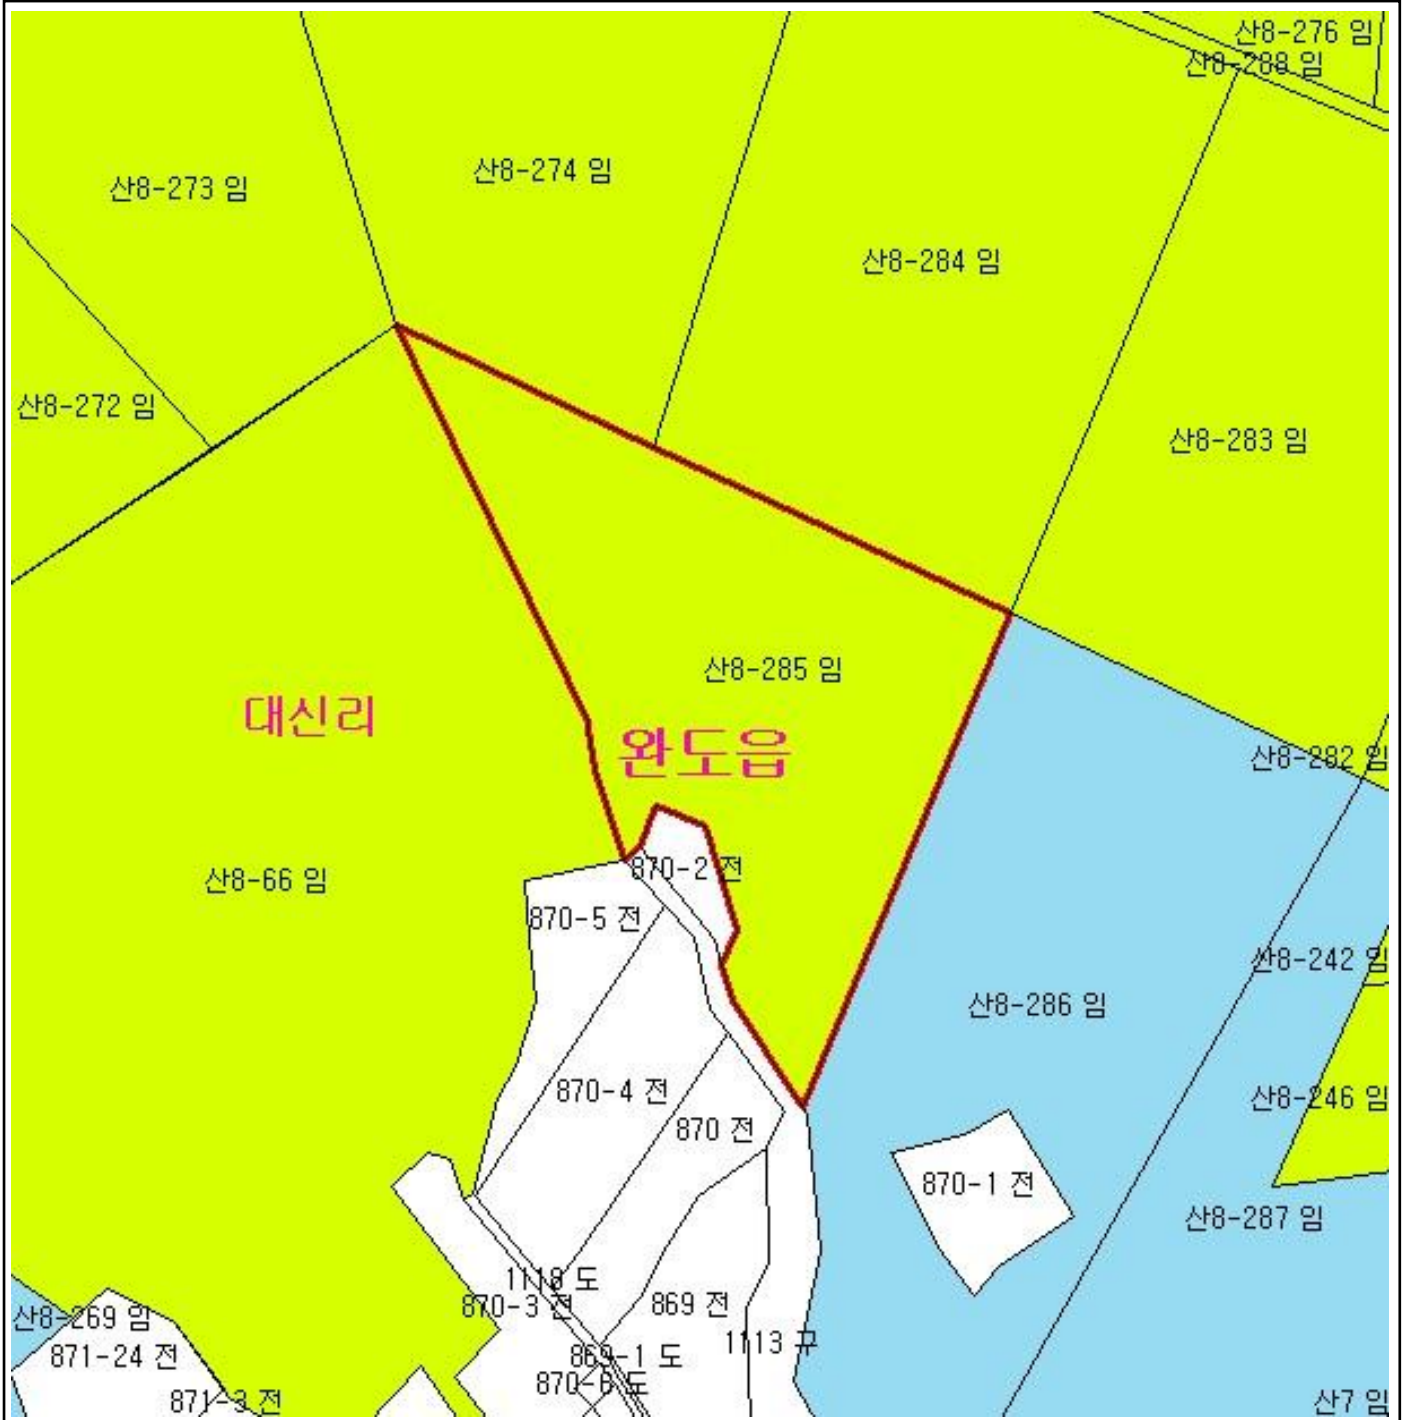 산8-276 임
산8-288 임
산8-274 임
산8-273 임
산8-284 임
산8-272 임
산8-283 임
산8-285 임
대신리
완도읍
산8-282 임
870-2 전
산8-66 임
870-5 전
산8-242 임
산8-286 임
870-4 전
산8-246 임
870 전
870-1 전
산8-287 임
1118 도
870-3 전
869 전
산8-269 임
1113 구
871-24 전
869-1 도
870-6 도
871-3 전
산7 임